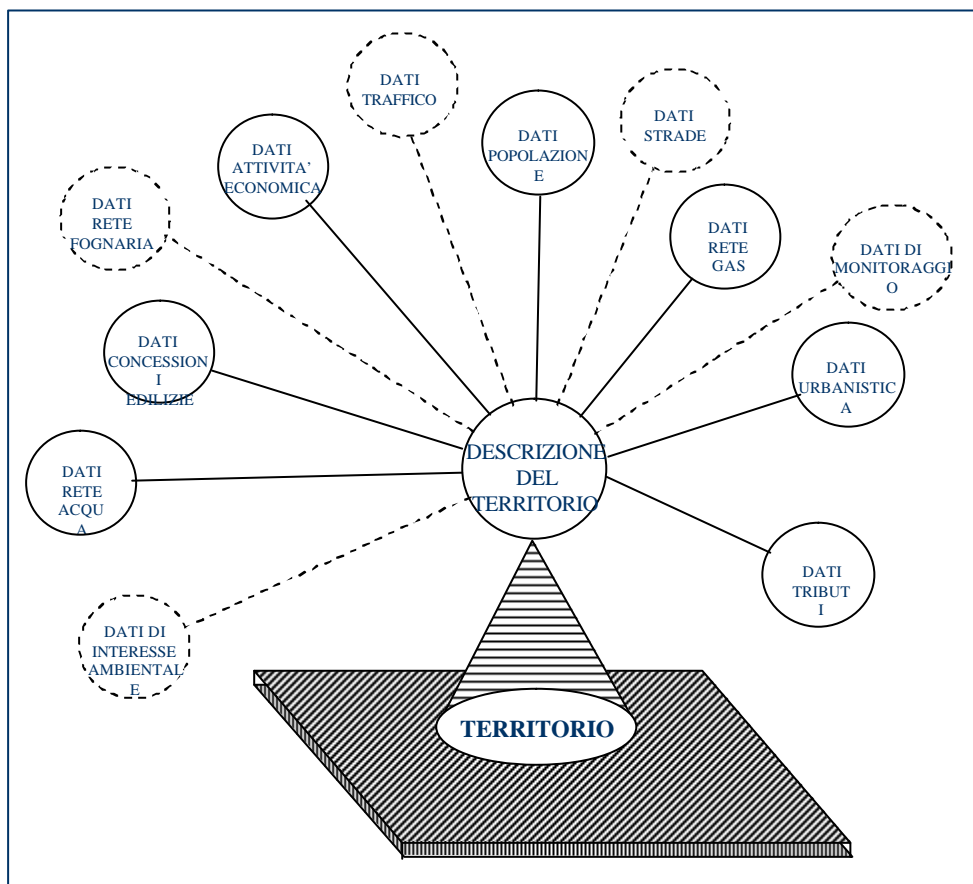 DATI
TRAFFICO
DATI
POPOLAZION
E
DATI
STRADE
DATI
ATTIVITA'
ECONOMICA
DATI
RETE
FOGNARIA
DATI
RETE
GAS
DATI DI
MONITORAGGI
O
DATI
CONCESSION
I
EDILIZIE
DATI
URBANISTIC
A
DESCRIZIONE
DEL
TERRITORIO
DATI
RETE
ACQU
A
DATI
TRIBUT
I
DATI DI
INTERESSE
AMBIENTAL
E
TERRITORIO